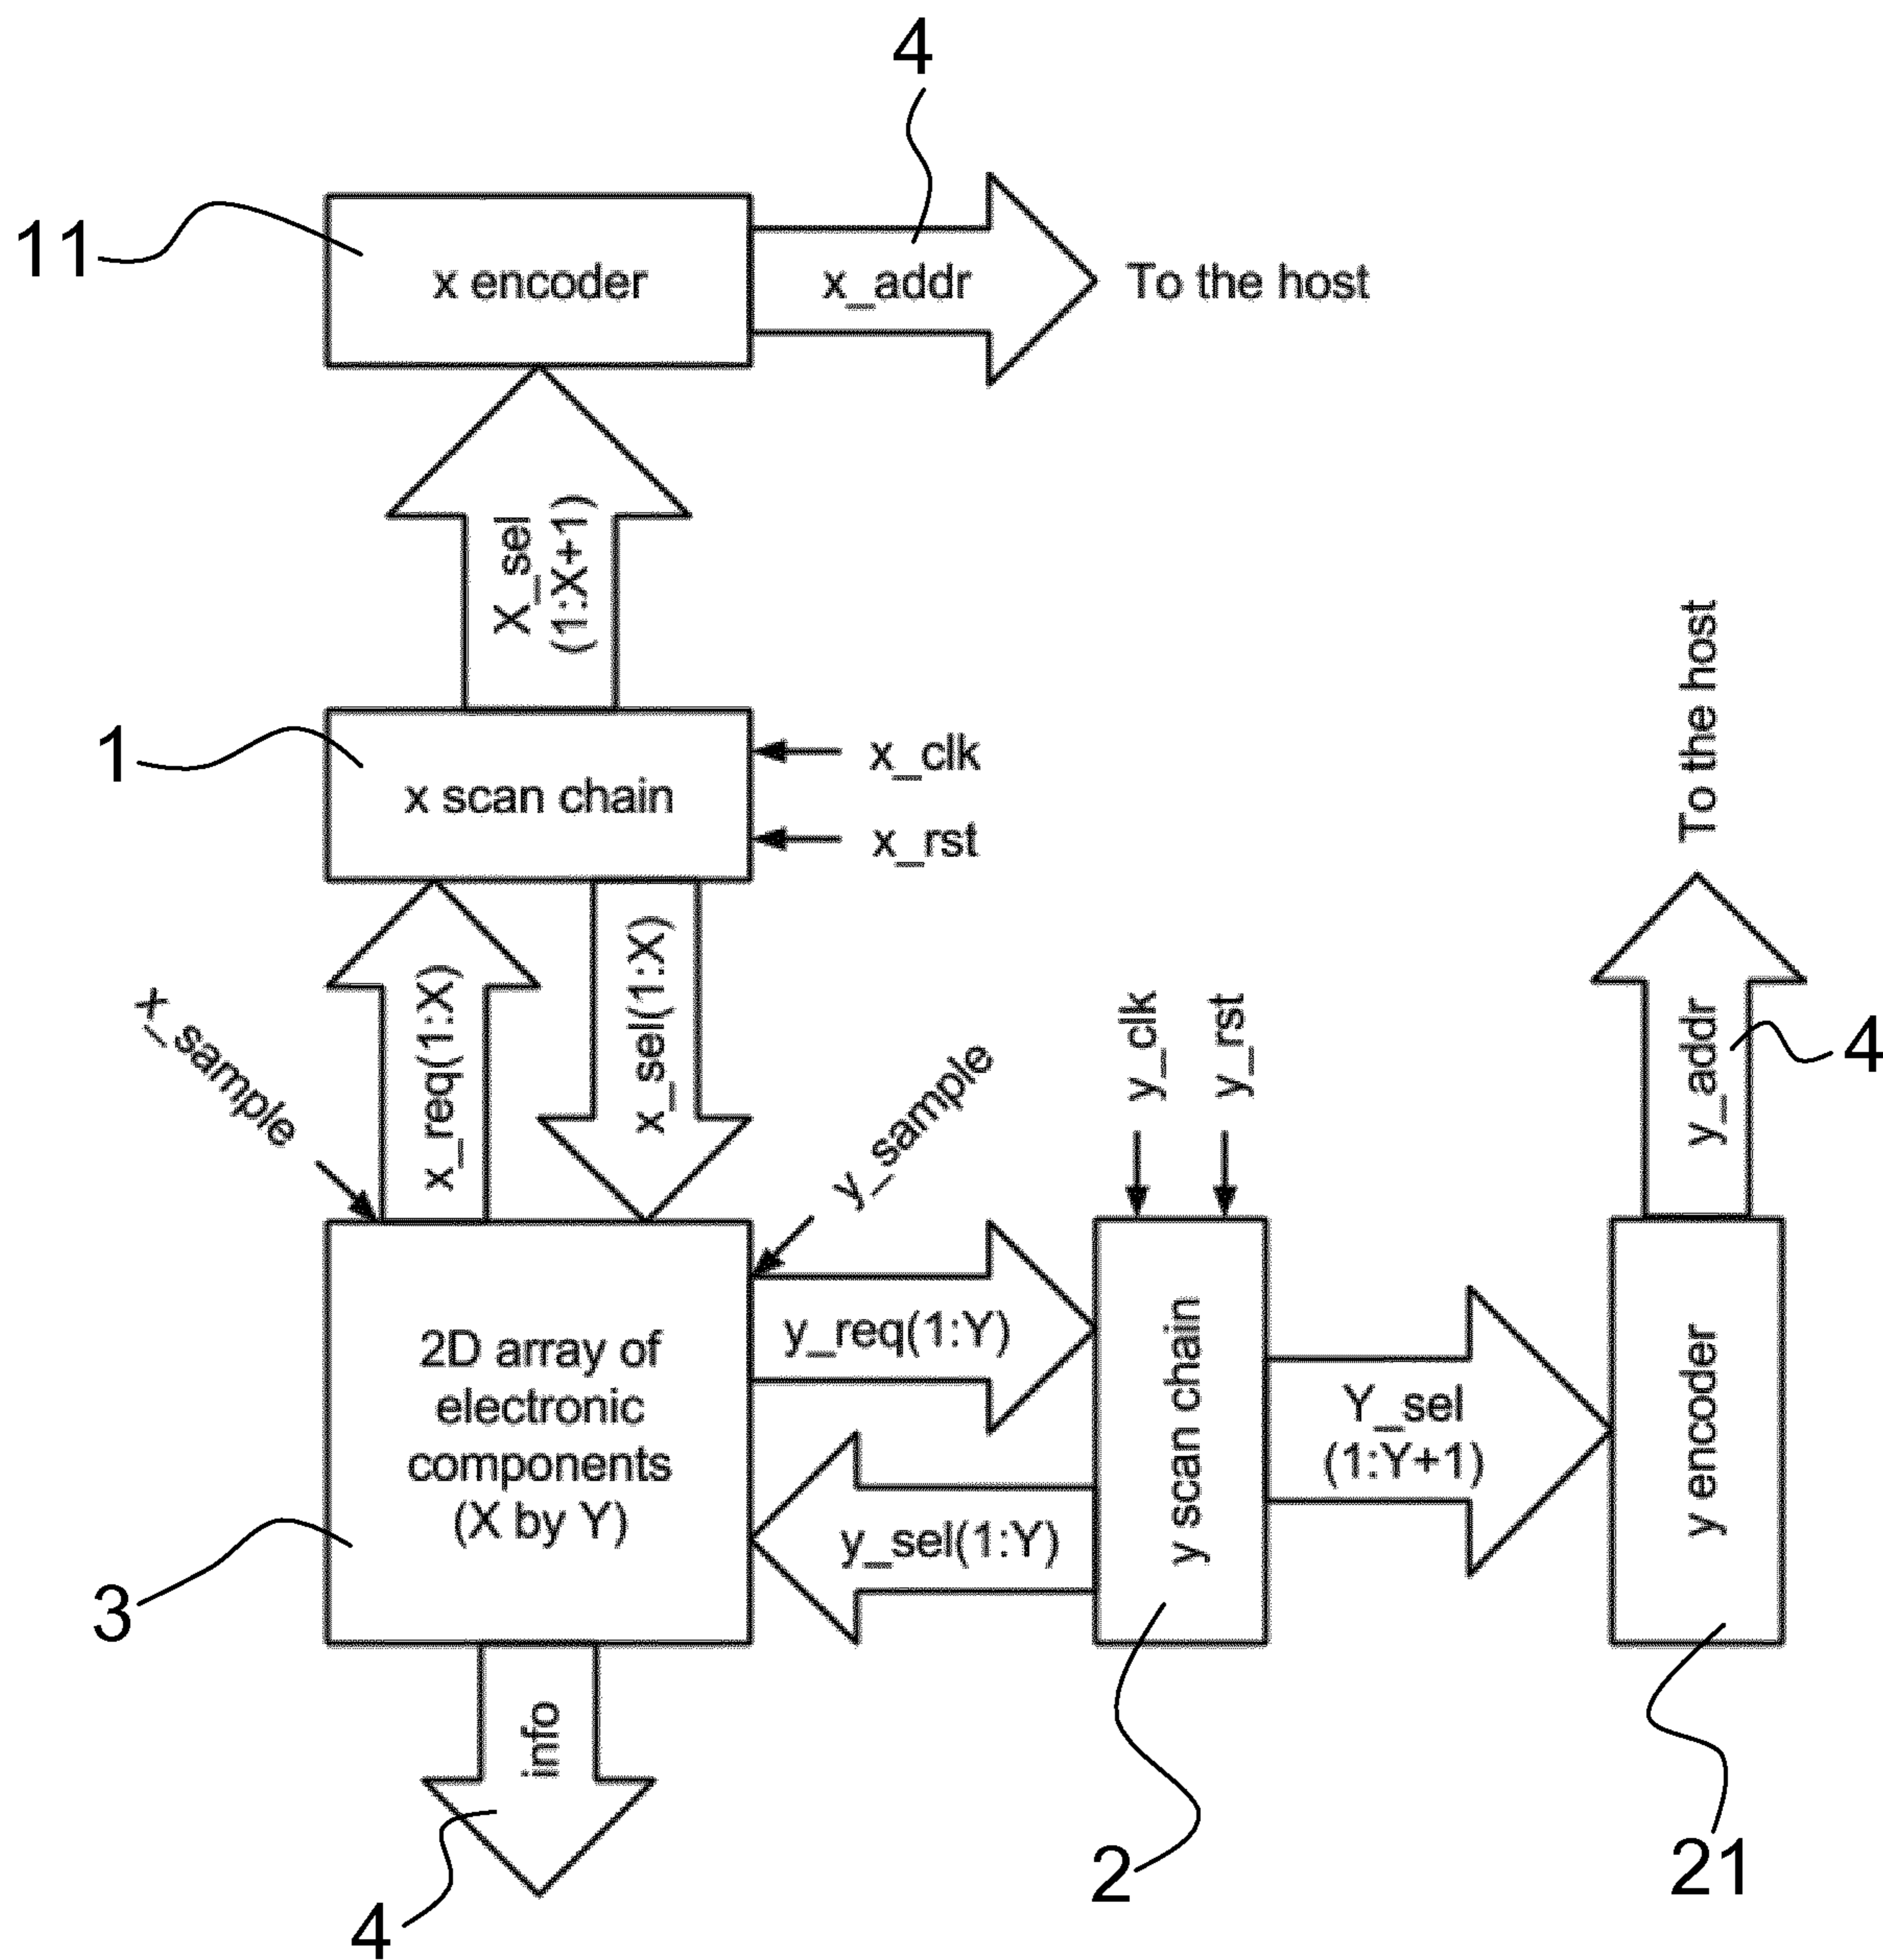 4
11
x encoder
x_addr
To the host
X_sel
(1:X+1)
1
x scan chain
x_clk
x_rst
To the host
x_sample
x_req(1:X)
x_sel(1:X)
y_sample
y_clk
y_rst
y_addr
4
2D array of
electronic
components
(X by Y)
y_req(1:Y)
y_sel(1:Y)
y scan chain
Y_sel
(1:Y+1)
y encoder
3
info
4
2
21